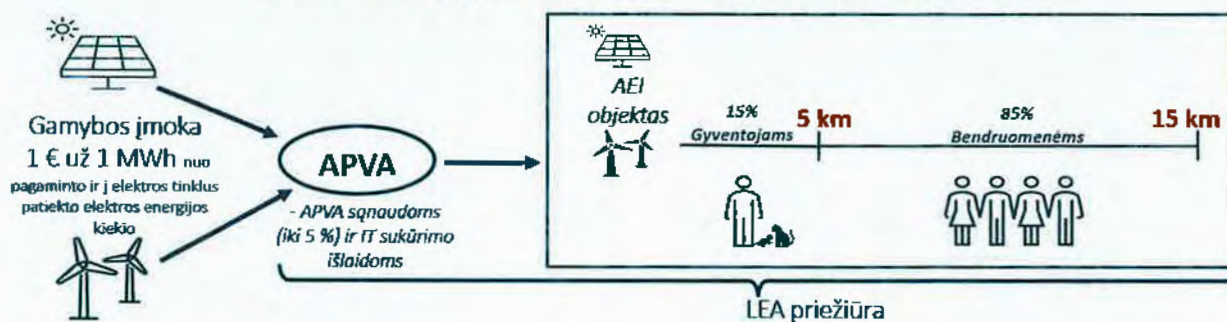 Gamybos įmoka
1 € už 1 MWh nuo
pagaminto ir į elektros tinklus
patiekto elektros energijos
kiekio
APVA
- APVA sąnaudoms
(iki 5 %) ir IT sukūrimo
išlaidoms
AEI
objektas
15%
Gyventojams
5 km
85%
Bendruomenėms
15 km
LEA priežiūra